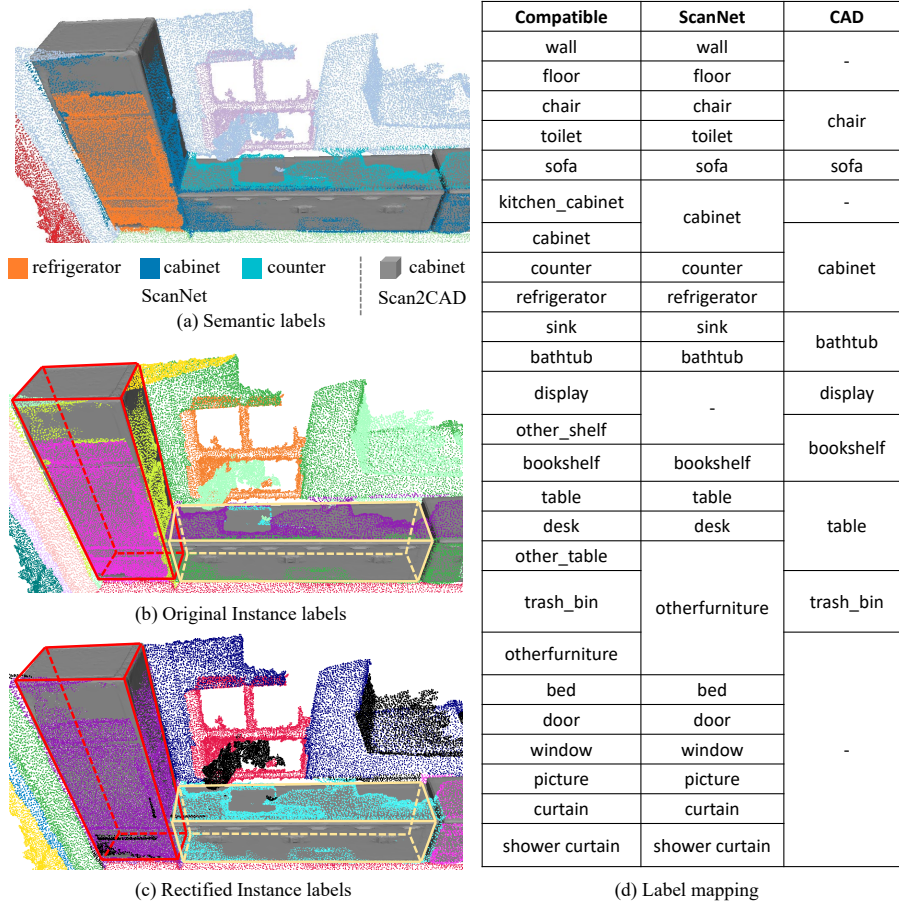 refrigerator cabinet counter cabinet
ScanNet Scan2CAD
(a) Semantic labels
(b) Original Instance labels
(c) Rectified Instance labels
Compatible ScanNet CAD
wall wall -
floor floor
chair chair chair
toilet toilet
sofa sofa sofa
kitchen_cabinet cabinet -
cabinet cabinet
counter counter
refrigerator refrigerator
sink sink bathtub
bathtub bathtub
display - display
other_shelf bookshelf
bookshelf bookshelf
table table table
desk desk
other_table otherfurniture
trash_bin trash_bin
otherfurniture -
bed bed
door door
window window
picture picture
curtain curtain
shower curtain shower curtain
(d) Label mapping